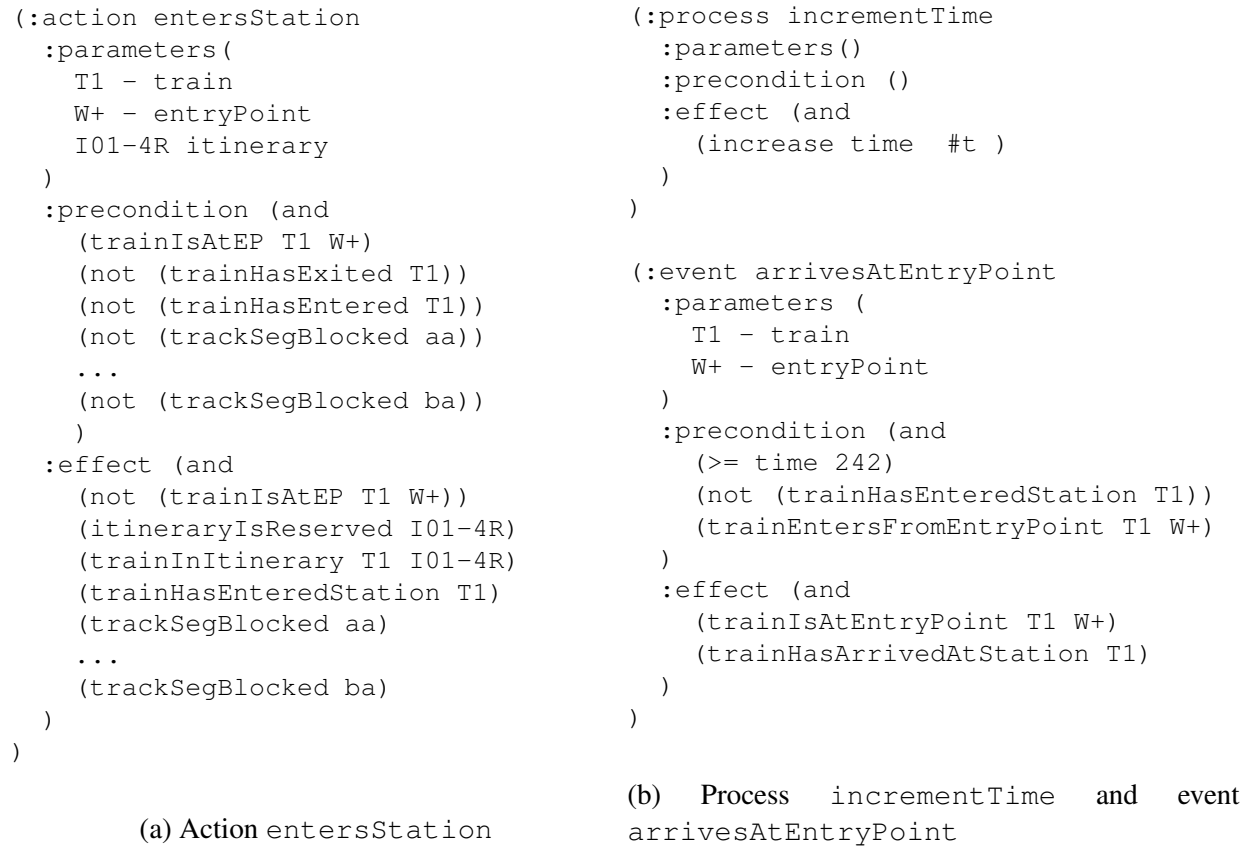 (:action entersStation
  :parameters(
    T1 - train
    W+ - entryPoint
    I01-4R itinerary
  )
  :precondition (and
    (trainIsAtEP T1 W+)
    (not (trainHasExited T1))
    (not (trainHasEntered T1))
    (not (trackSegBlocked aa))
    ...
    (not (trackSegBlocked ba))
    )
  :effect (and
    (not (trainIsAtEP T1 W+))
    (itineraryIsReserved I01-4R)
    (trainInItinerary T1 I01-4R)
    (trainHasEnteredStation T1)
    (trackSegBlocked aa)
    ...
    (trackSegBlocked ba)
  )
)
(a) Action entersStation
(:process incrementTime
  :parameters()
  :precondition ()
  :effect (and
    (increase time  #t )
  )
)
(:event arrivesAtEntryPoint
  :parameters (
    T1 - train
    W+ - entryPoint
  )
  :precondition (and
    (>= time 242)
    (not (trainHasEnteredStation T1))
    (trainEntersFromEntryPoint T1 W+)
  )
  :effect (and
    (trainIsAtEntryPoint T1 W+)
    (trainHasArrivedAtStation T1)
  )
)
(b) Process incrementTime and event
arrivesAtEntryPoint